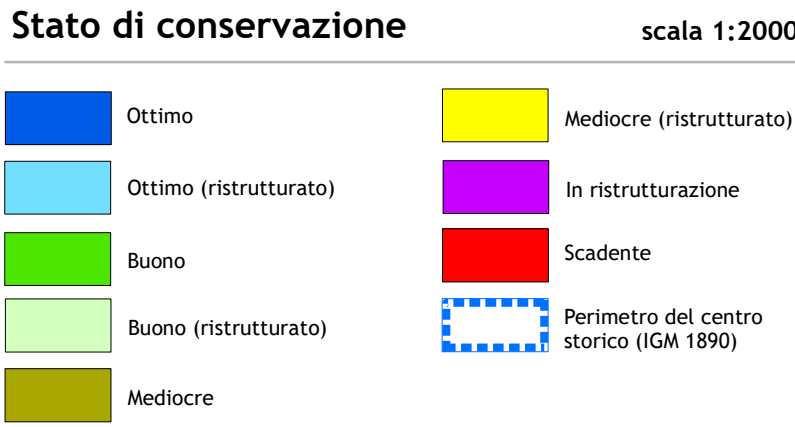 Stato di conservazione
scala 1:2000
Ottimo
Ottimo (ristrutturato)
Buono
Buono (ristrutturato)
Mediocre
Mediocre (ristrutturato)
In ristrutturazione
Scadente
Perimetro del centro
storico (IGM 1890)